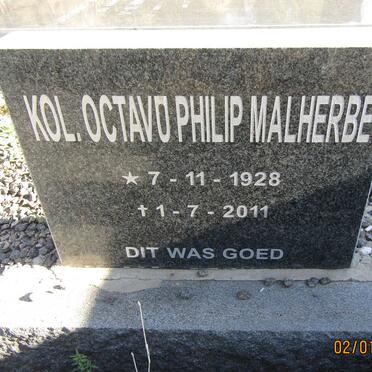 KOL. OCTAVO PHILIP MALHERBE
★ 7 - 11 - 1928
✝ 1 - 7 - 2011
DIT WAS GOED
02/01